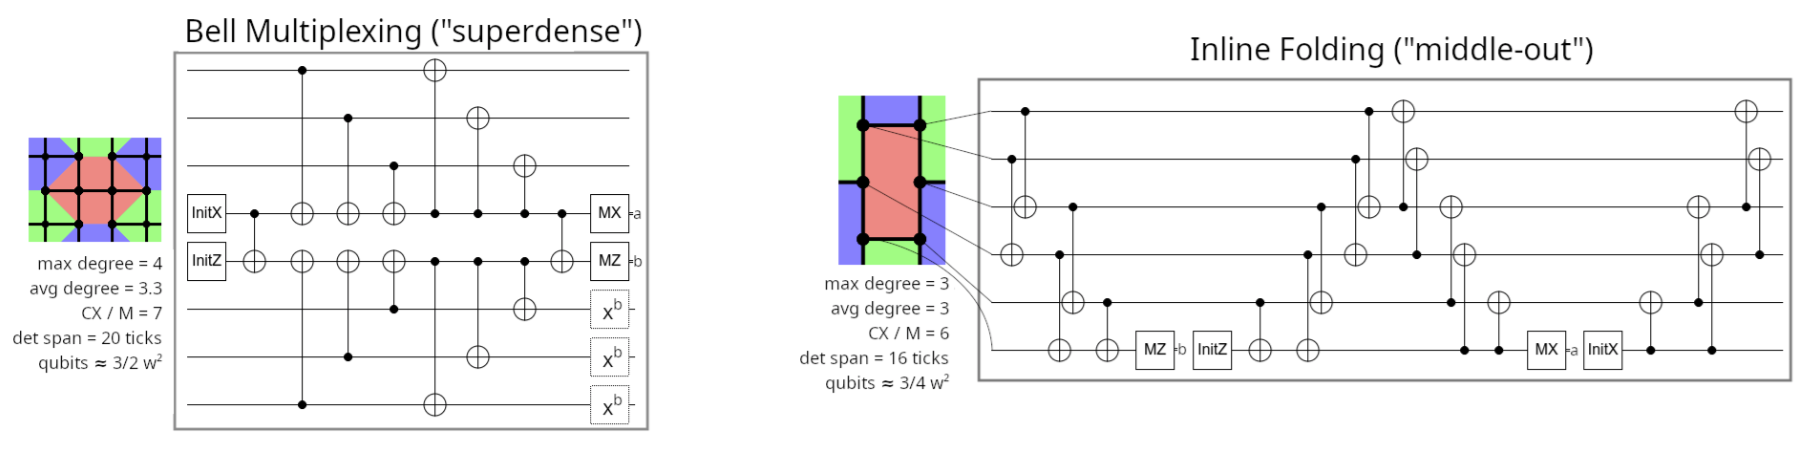 Bell Multiplexing ("superdense")
InitX
MX
a
InitZ
MZ
b
X^b
X^b
X^b
max degree = 4
avg degree = 3.3
CX / M = 7
det span = 20 ticks
qubits ≈ 3/2 w²
Inline Folding ("middle-out")
max degree = 3
avg degree = 3
CX / M = 6
det span = 16 ticks
qubits ≈ 3/4 w²
MZ
b
InitZ
MX
a
InitX